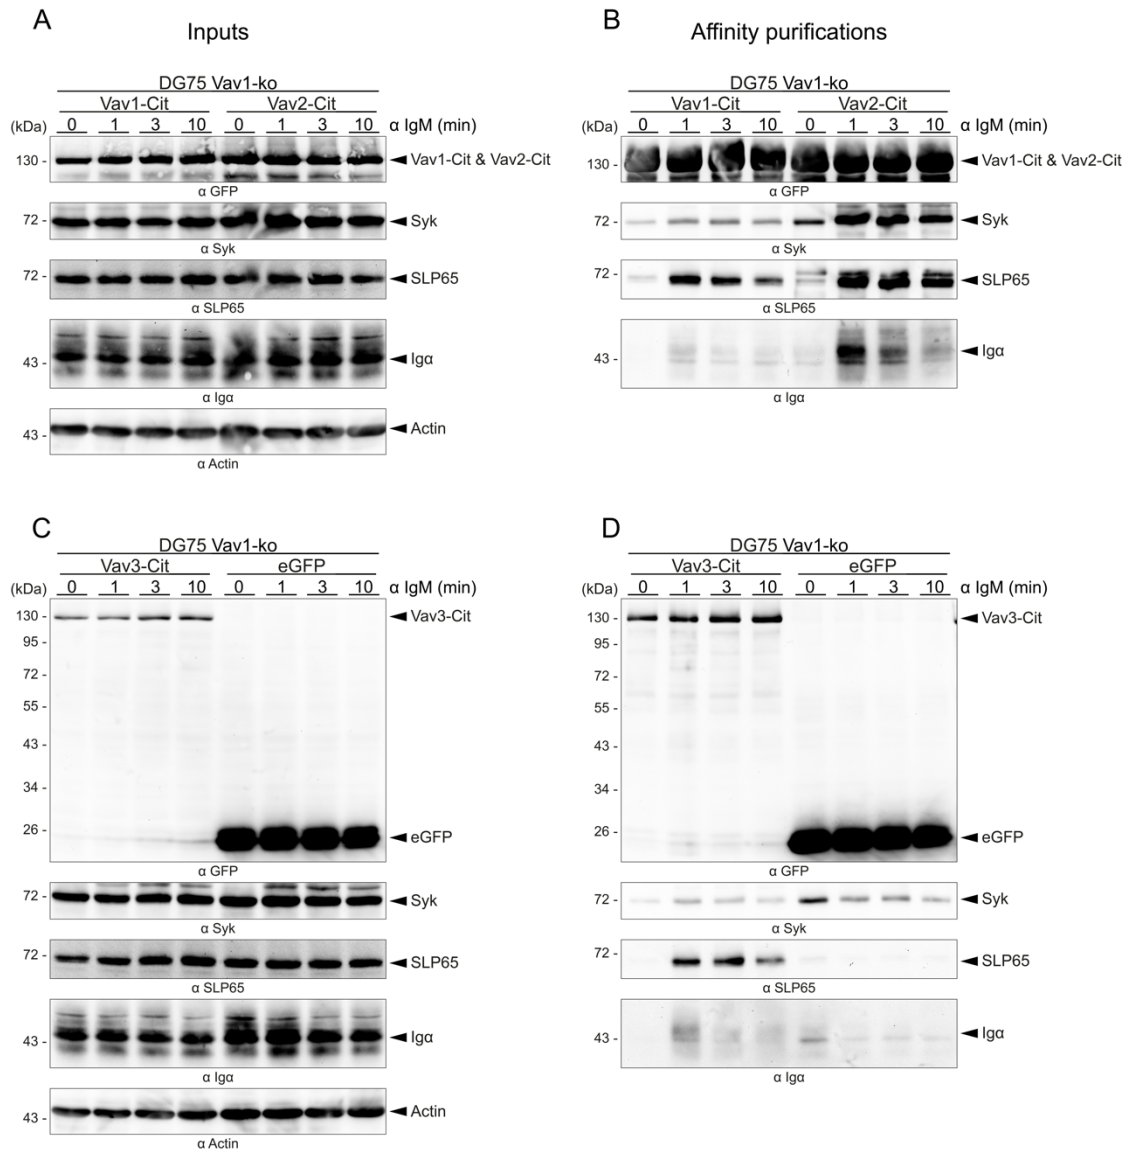 A
Inputs
DG75 Vav1-ko
Vav1-Cit Vav2-Cit
(kDa) 0 1 3 10 0 1 3 10 α IgM (min)
130 - Vav1-Cit & Vav2-Cit
α GFP
72 - Syk
α Syk
72 - SLP65
α SLP65
43 - Igα
α Igα
43 - Actin
α Actin
B
Affinity purifications
DG75 Vav1-ko
Vav1-Cit Vav2-Cit
(kDa) 0 1 3 10 0 1 3 10 α IgM (min)
130 - Vav1-Cit & Vav2-Cit
α GFP
72 - Syk
α Syk
72 - SLP65
α SLP65
43 - Igα
α Igα
C
DG75 Vav1-ko
Vav3-Cit eGFP
(kDa) 0 1 3 10 0 1 3 10 α IgM (min)
130 - Vav3-Cit
95 -
72 -
55 -
43 -
34 -
26 - eGFP
α GFP
72 - Syk
α Syk
72 - SLP65
α SLP65
43 - Igα
α Igα
43 - Actin
α Actin
D
DG75 Vav1-ko
Vav3-Cit eGFP
(kDa) 0 1 3 10 0 1 3 10 α IgM (min)
130 - Vav3-Cit
95 -
72 -
55 -
43 -
34 -
26 - eGFP
α GFP
72 - Syk
α Syk
72 - SLP65
α SLP65
43 - Igα
α Igα